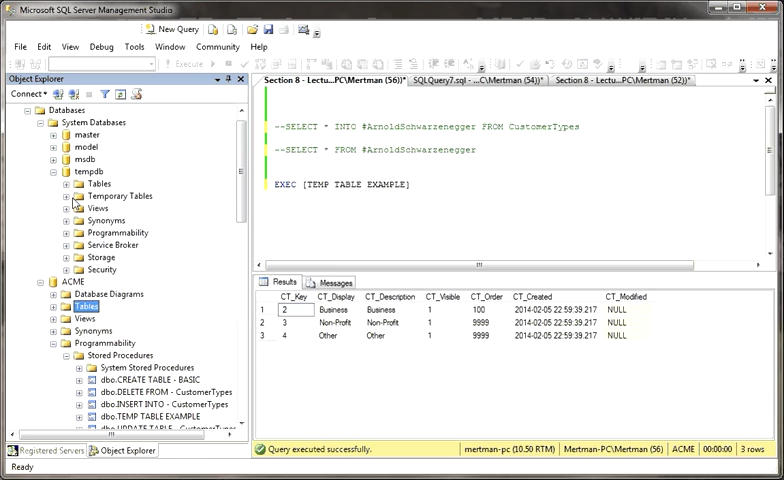 Microsoft SQL Server Management Studio
New Query
File Edit View Debug Tools Window Community Help
Execute
Object Explorer
Connect
Databases
System Databases
master
model
msdb
tempdb
Tables
Temporary Tables
Views
Synonyms
Programmability
Service Broker
Storage
Security
ACME
Database Diagrams
Tables
Views
Synonyms
Programmability
Stored Procedures
System Stored Procedures
dbo.CREATE TABLE - BASIC
dbo.DELETE FROM - CustomerTypes
dbo.INSERT INTO - CustomerTypes
dbo.TEMP TABLE EXAMPLE
dbo.UPDATE TABLE - CustomerTypes
Registered Servers Object Explorer
Section 8 - Lectu...PC\Mertman (56))* SQLQuery7.sql - ...C\Mertman (54))* Section 8 - Lectu...PC\Mertman (52))*
--SELECT * INTO #ArnoldSchwarzenegger FROM CustomerTypes
--SELECT * FROM #ArnoldSchwarzenegger
EXEC [TEMP TABLE EXAMPLE]
Results Messages
CT_Key CT_Display CT_Description CT_Visible CT_Order CT_Created CT_Modified
1 2 Business Business 1 100 2014-02-05 22:59:39.217 NULL
2 3 Non-Profit Non-Profit 1 9999 2014-02-05 22:59:39.217 NULL
3 4 Other Other 1 9999 2014-02-05 22:59:39.217 NULL
Query executed successfully. mertman-pc (10.50 RTM) Mertman-PC\Mertman (56) ACME 00:00:00 3 rows
Ready